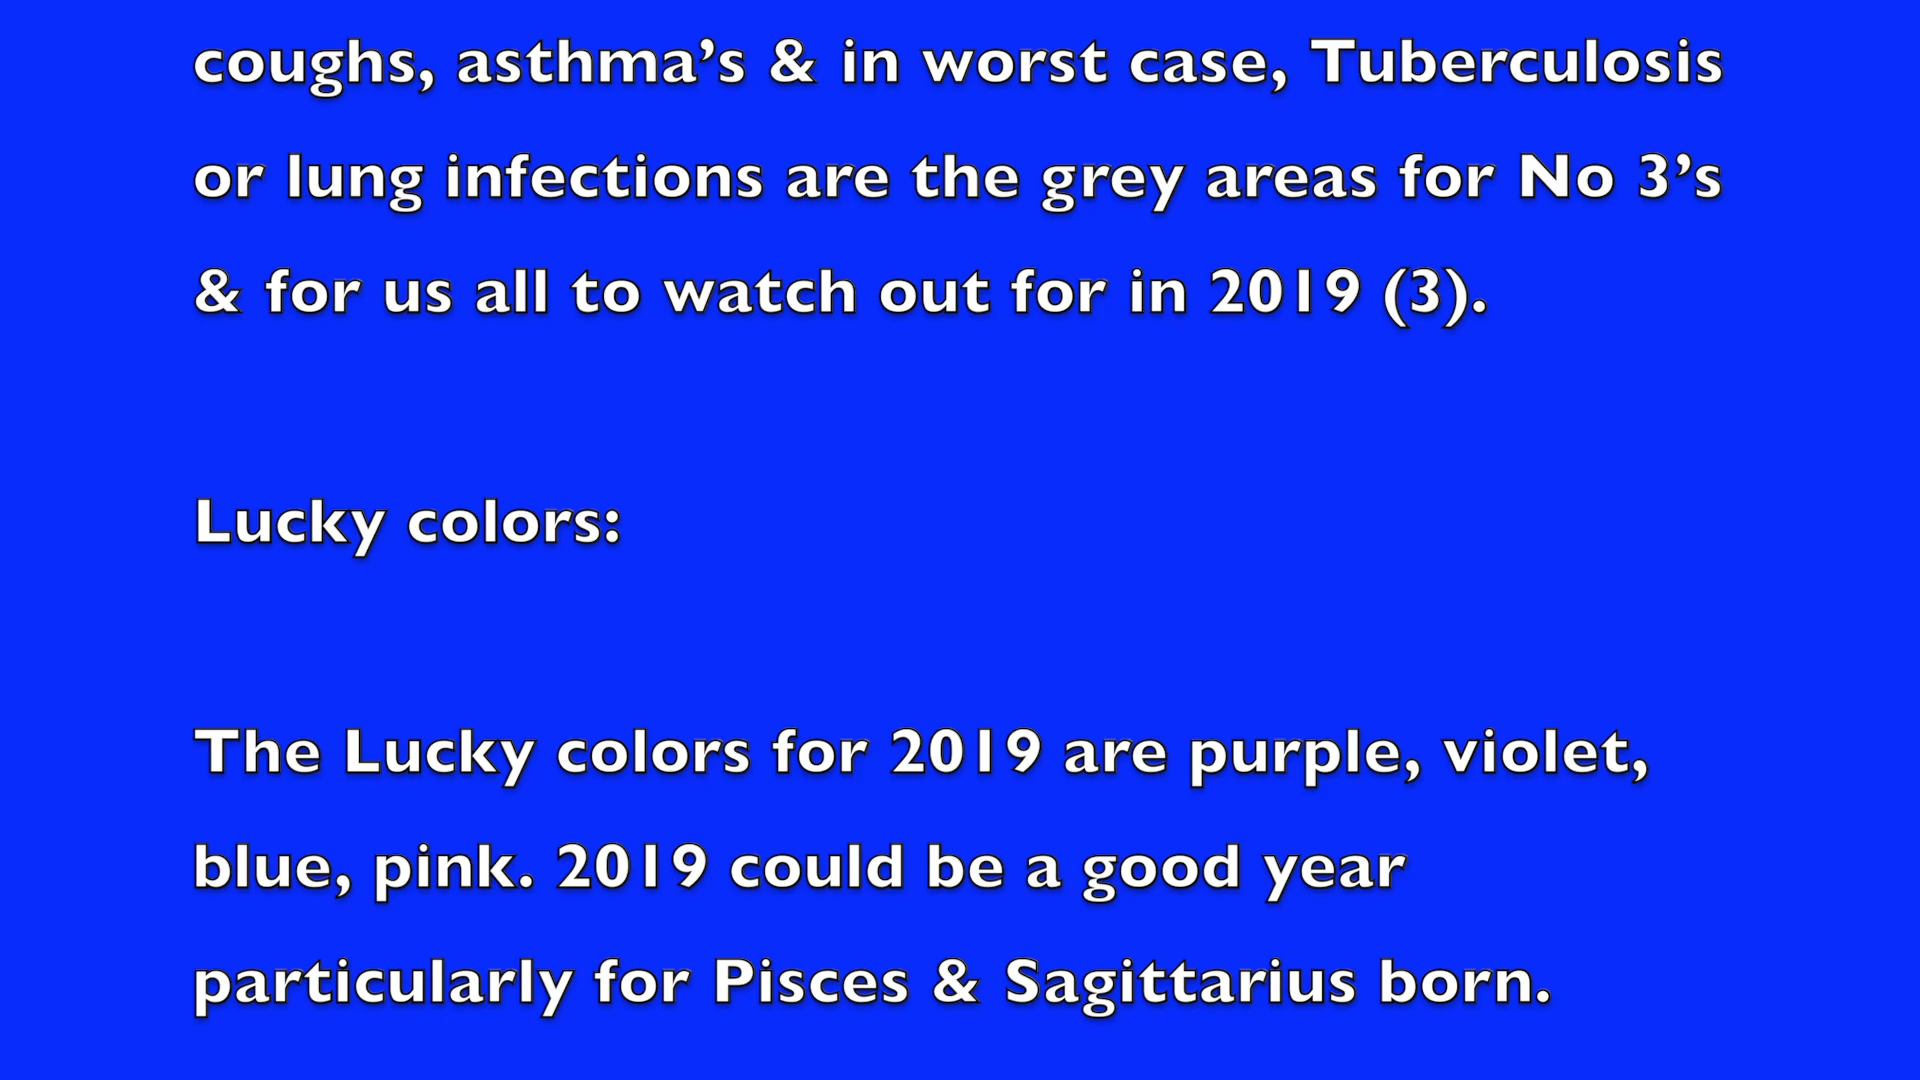 coughs, asthma’s & in worst case, Tuberculosis
or lung infections are the grey areas for No 3’s
& for us all to watch out for in 2019 (3).
Lucky colors:
The Lucky colors for 2019 are purple, violet,
blue, pink. 2019 could be a good year
particularly for Pisces & Sagittarius born.